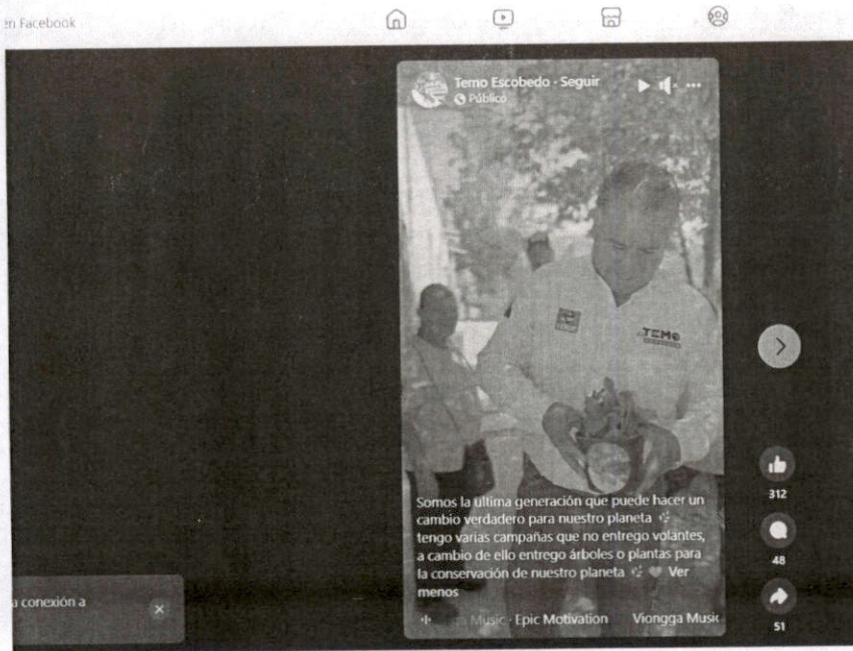 en Facebook
Temo Escobedo · Seguir
Público
TEMO
Somos la ultima generación que puede hacer un
cambio verdadero para nuestro planeta
tengo varias campañas que no entrego volantes,
a cambio de ello entrego árboles o plantas para
la conservación de nuestro planeta Ver
menos
Music · Epic Motivation Viongga Music
312
48
51
a conexión a